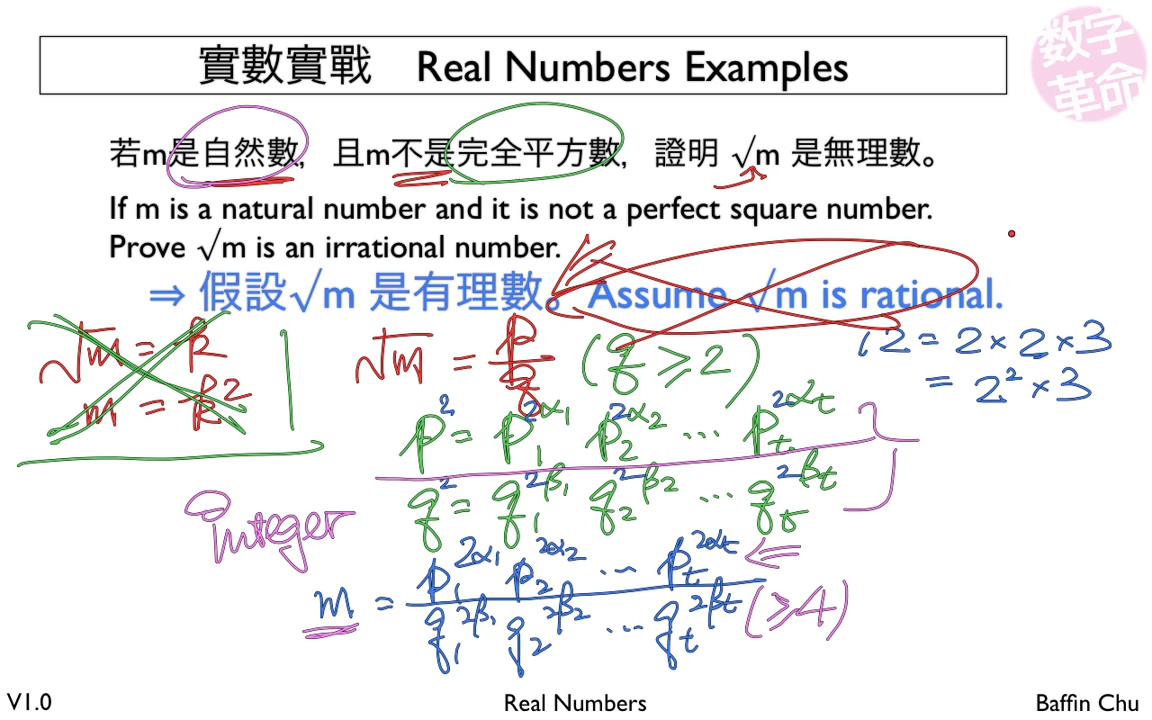 数字
革命
實數實戰 Real Numbers Examples
若m是自然數, 且m不是完全平方數, 證明 √m 是無理數。
If m is a natural number and it is not a perfect square number.
Prove √m is an irrational number.
⇒ 假設√m 是有理數。 Assume √m is rational.
√m = k
m = k²
√m = p/q (q ≥ 2)
12 = 2 × 2 × 3
= 2² × 3
p² = p₁^2α₁ p₂^2α₂ ... pₜ^2αt
q² = q₁^2β₁ q₂^2β₂ ... qₜ^2βt
integer
m = p₁^2α₁ p₂^2α₂ ... pₜ^2αt / q₁^2β₁ q₂^2β₂ ... qₜ^2βt (≥4)
V1.0 Real Numbers Baffin Chu